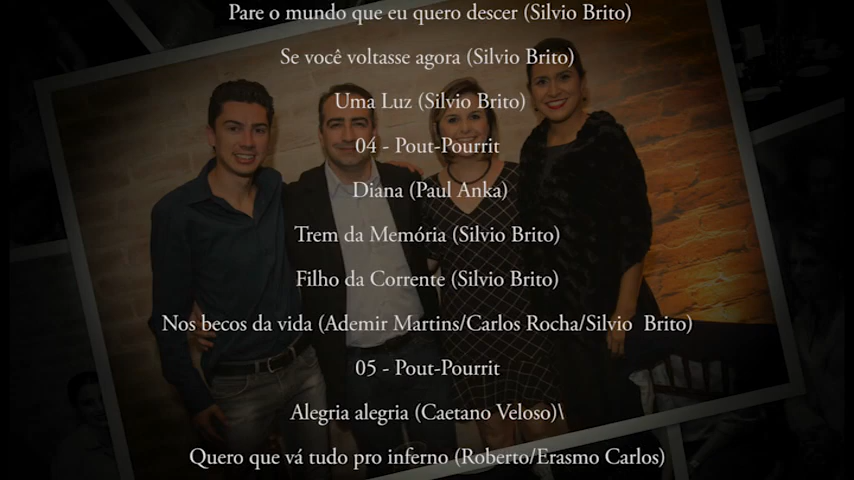 Pare o mundo que eu quero descer (Silvio Brito)
Se você voltasse agora (Silvio Brito)
Uma Luz (Silvio Brito)
04 - Pout-Pourrit
Diana (Paul Anka)
Trem da Memória (Silvio Brito)
Filho da Corrente (Silvio Brito)
Nos becos da vida (Ademir Martins/Carlos Rocha/Silvio  Brito)
05 - Pout-Pourrit
Alegria alegria (Caetano Veloso)\
Quero que vá tudo pro inferno (Roberto/Erasmo Carlos)